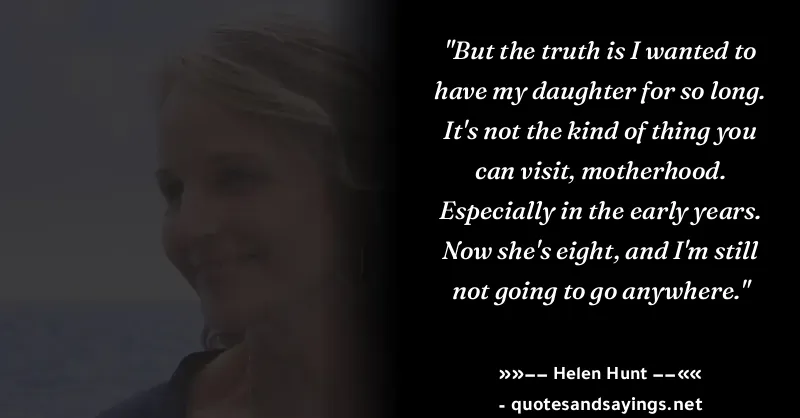 "But the truth is I wanted to
have my daughter for so long.
It's not the kind of thing you
can visit, motherhood.
Especially in the early years.
Now she's eight, and I'm still
not going to go anywhere."
»»–– Helen Hunt ––««
- quotesandsayings.net